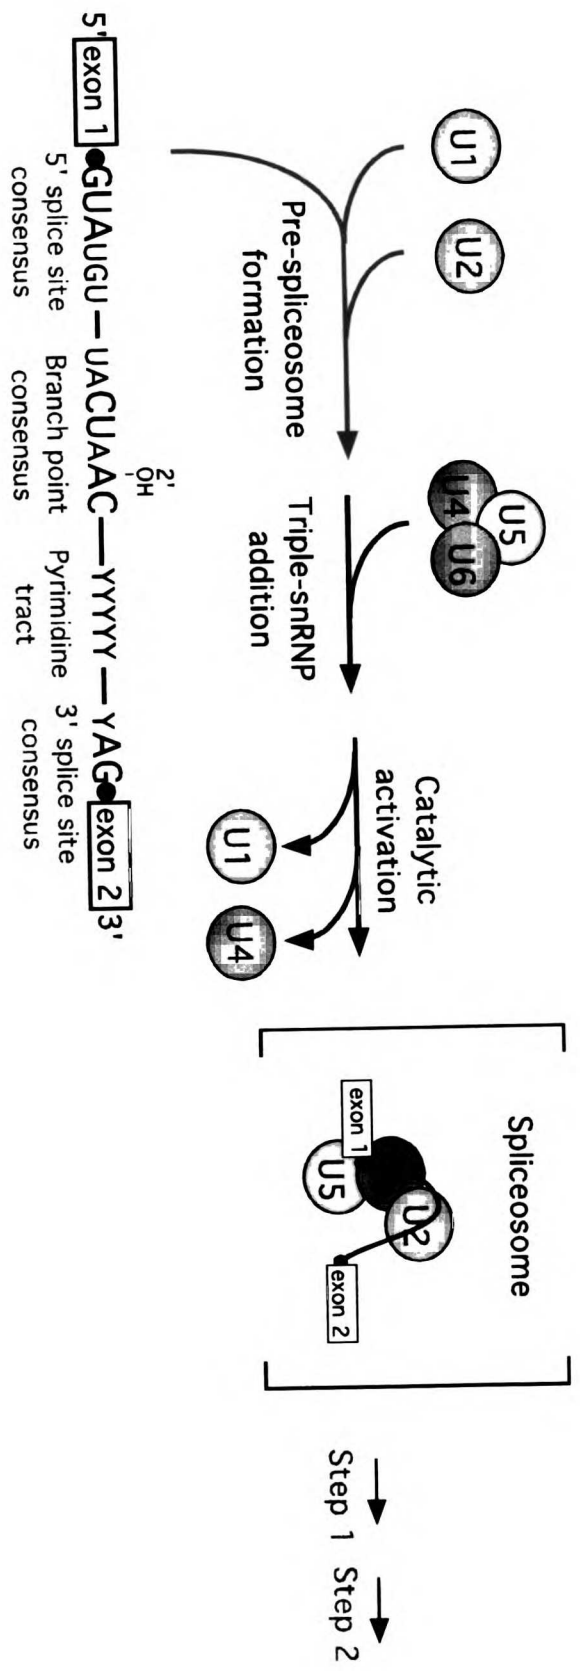 U1
U2
Pre-spliceosome
formation
U5
U4
U6
Triple-snRNP
addition
Catalytic
activation
U1
U4
Spliceosome
exon 1
U5
U2
exon 2
Step 1
Step 2
2'
OH
5' exon 1 GUAUGU — UACUAAC — YYYYY — YAG exon 2 3'
5' splice site
consensus
Branch point
consensus
Pyrimidine
tract
3' splice site
consensus